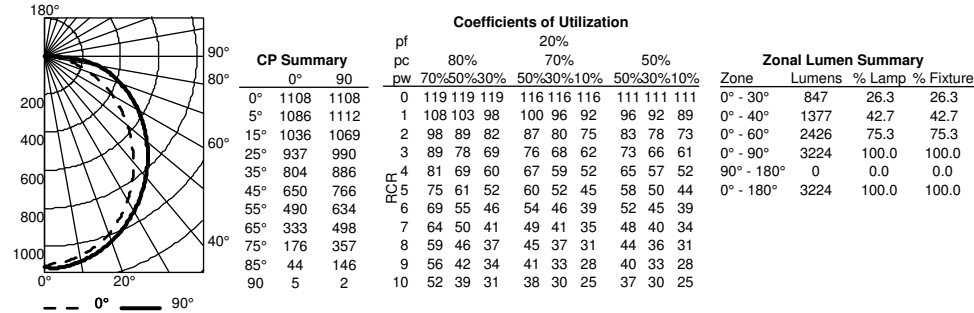 180°
90°
80°
60°
40°
20°
0°
200
400
600
800
1000
0° 90°
CP Summary
0° 90
0° 1108 1108
5° 1086 1112
15° 1036 1069
25° 937 990
35° 804 886
45° 650 766
55° 490 634
65° 333 498
75° 176 357
85° 44 146
90 5 2
Coefficients of Utilization
pf 20%
pc 80% 70% 50%
pw 70%50%30% 50%30%10% 50%30%10%
RCR
0 119 119 119 116 116 116 111 111 111
1 108 103 98 100 96 92 96 92 89
2 98 89 82 87 80 75 83 78 73
3 89 78 69 76 68 62 73 66 61
4 81 69 60 67 59 52 65 57 52
5 75 61 52 60 52 45 58 50 44
6 69 55 46 54 46 39 52 45 39
7 64 50 41 49 41 35 48 40 34
8 59 46 37 45 37 31 44 36 31
9 56 42 34 41 33 28 40 33 28
10 52 39 31 38 30 25 37 30 25
Zonal Lumen Summary
Zone Lumens % Lamp % Fixture
0° - 30° 847 26.3 26.3
0° - 40° 1377 42.7 42.7
0° - 60° 2426 75.3 75.3
0° - 90° 3224 100.0 100.0
90° - 180° 0 0.0 0.0
0° - 180° 3224 100.0 100.0